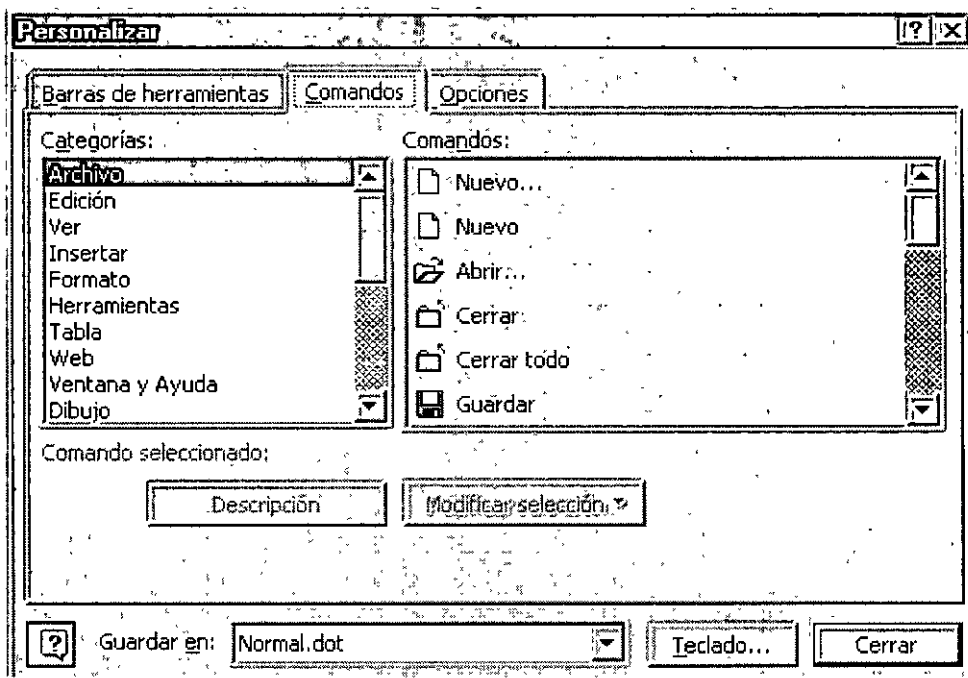 Personalizar
Barras de herramientas Comandos Opciones
Categorías: Comandos:
Archivo
Edición
Ver
Insertar
Formato
Herramientas
Tabla
Web
Ventana y Ayuda
Dibujo
Nuevo...
Nuevo
Abrir...
Cerrar
Cerrar todo
Guardar
Comando seleccionado:
Descripción Modificar selección
Guardar en: Normal.dot Teclado... Cerrar